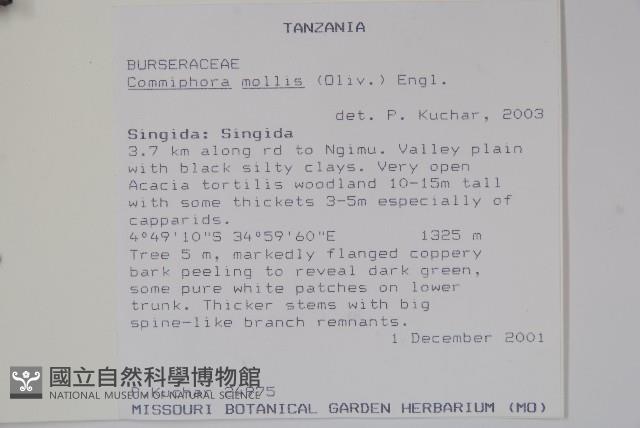 TANZANIA
BURSERACEAE
Commiphora mollis (Oliv.) Engl.
det. P. Kuchar, 2003
Singida: Singida
3.7 km along rd to Ngimu. Valley plain
with black silty clays. Very open
Acacia tortilis woodland 10-15m tall
with some thickets 3-5m especially of
capparids.
4°49'10"S 34°59'60"E 1325 m
Tree 5 m, markedly flanged coppery
bark peeling to reveal dark green,
some pure white patches on lower
trunk. Thicker stems with big
spine-like branch remnants.
1 December 2001
國立自然科學博物館
NATIONAL MUSEUM OF NATURAL SCIENCE
Kuchar
MISSOURI BOTANICAL GARDEN HERBARIUM (MO)